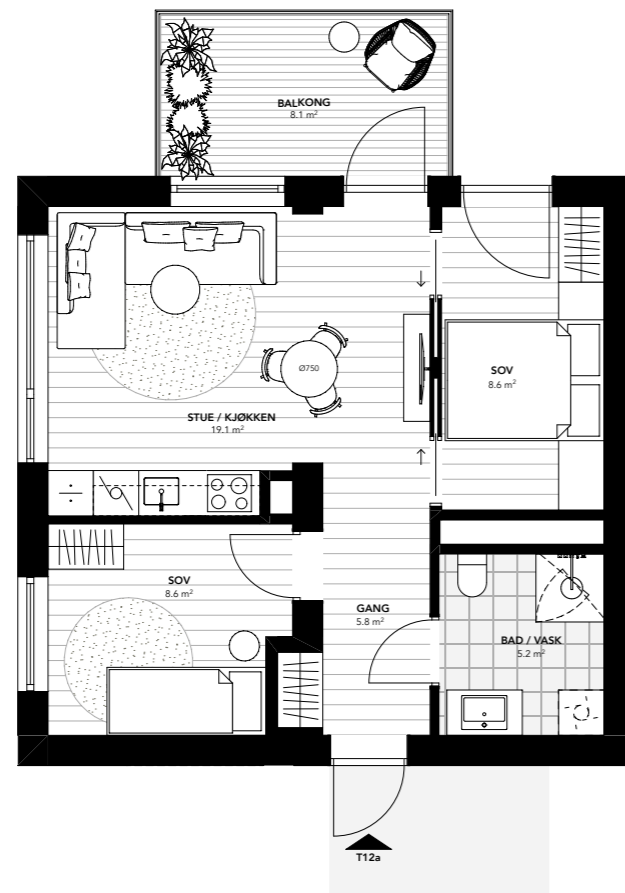 BALKONG
8.1 m²
Ø750
SOV
8.6 m²
STUE / KJØKKEN
19.1 m²
SOV
8.6 m²
GANG
5.8 m²
BAD / VASK
5.2 m²
T12a